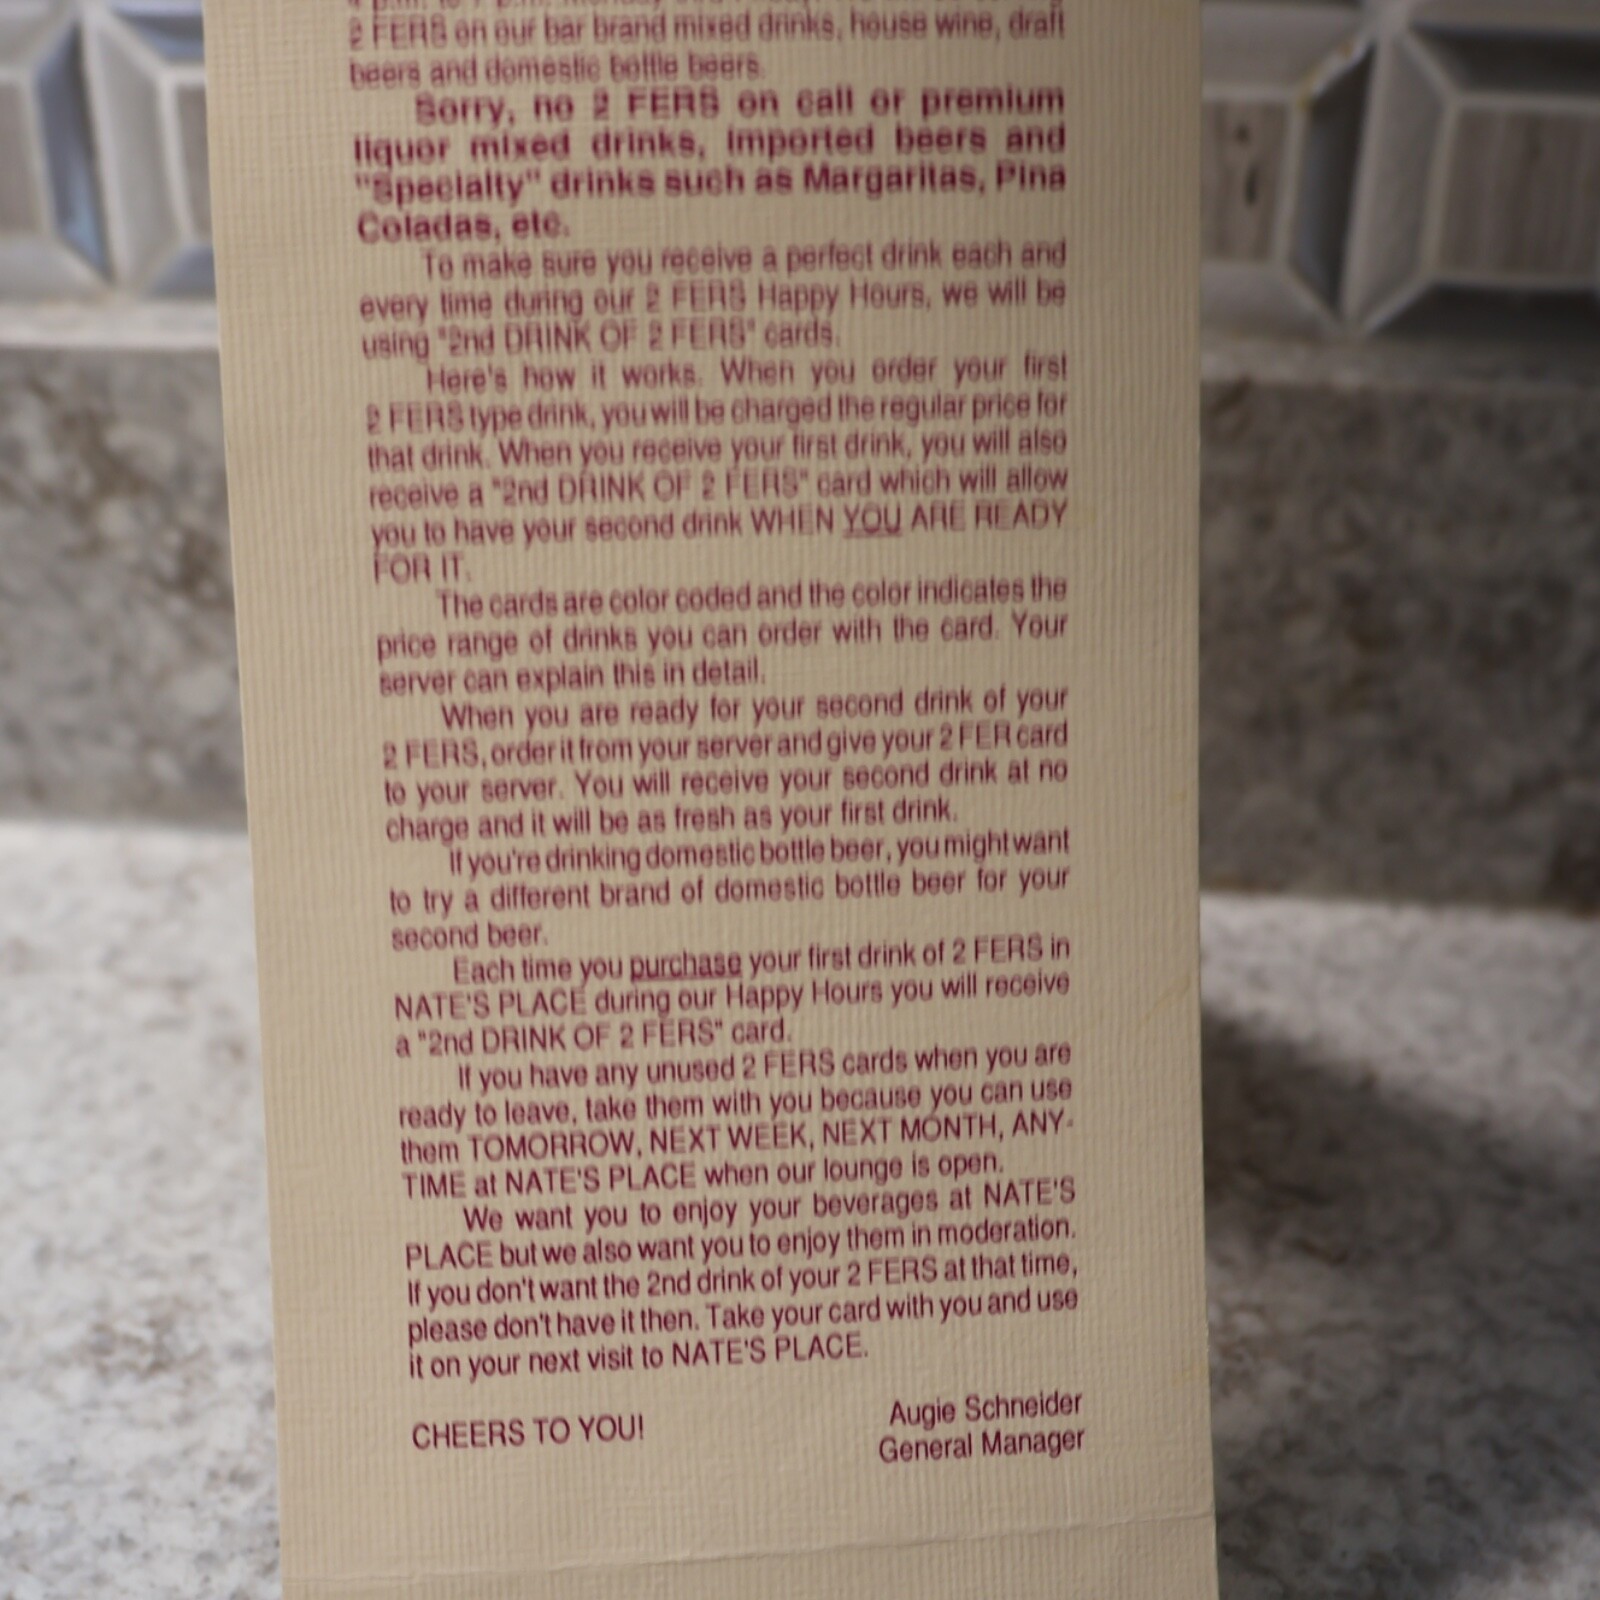 2 FERS on our bar brand mixed drinks, house wine, draft
beers and domestic bottle beers.
Sorry, no 2 FERS on call or premium
liquor mixed drinks, imported beers and
"Specialty" drinks such as Margaritas, Pina
Coladas, etc.
To make sure you receive a perfect drink each and
every time during our 2 FERS Happy Hours, we will be
using "2nd DRINK OF 2 FERS" cards.
Here's how it works. When you order your first
2 FERS type drink, you will be charged the regular price for
that drink. When you receive your first drink, you will also
receive a "2nd DRINK OF 2 FERS" card which will allow
you to have your second drink WHEN YOU ARE READY
FOR IT.
The cards are color coded and the color indicates the
price range of drinks you can order with the card. Your
server can explain this in detail.
When you are ready for your second drink of your
2 FERS, order it from your server and give your 2 FER card
to your server. You will receive your second drink at no
charge and it will be as fresh as your first drink.
If you're drinking domestic bottle beer, you might want
to try a different brand of domestic bottle beer for your
second beer.
Each time you purchase your first drink of 2 FERS in
NATE'S PLACE during our Happy Hours you will receive
a "2nd DRINK OF 2 FERS" card.
If you have any unused 2 FERS cards when you are
ready to leave, take them with you because you can use
them TOMORROW, NEXT WEEK, NEXT MONTH, ANY-
TIME at NATE'S PLACE when our lounge is open.
We want you to enjoy your beverages at NATE'S
PLACE but we also want you to enjoy them in moderation.
If you don't want the 2nd drink of your 2 FERS at that time,
please don't have it then. Take your card with you and use
it on your next visit to NATE'S PLACE.
CHEERS TO YOU!
Augie Schneider
General Manager